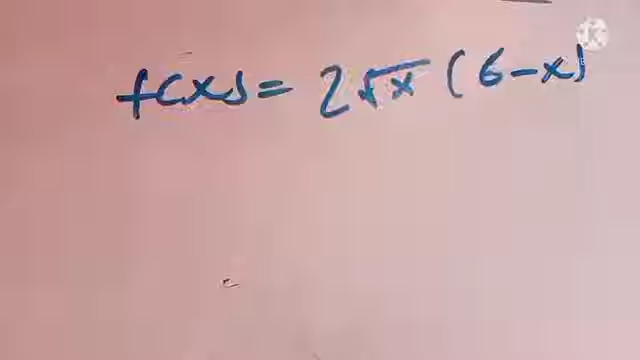 f(x) = 2√x (6-x)